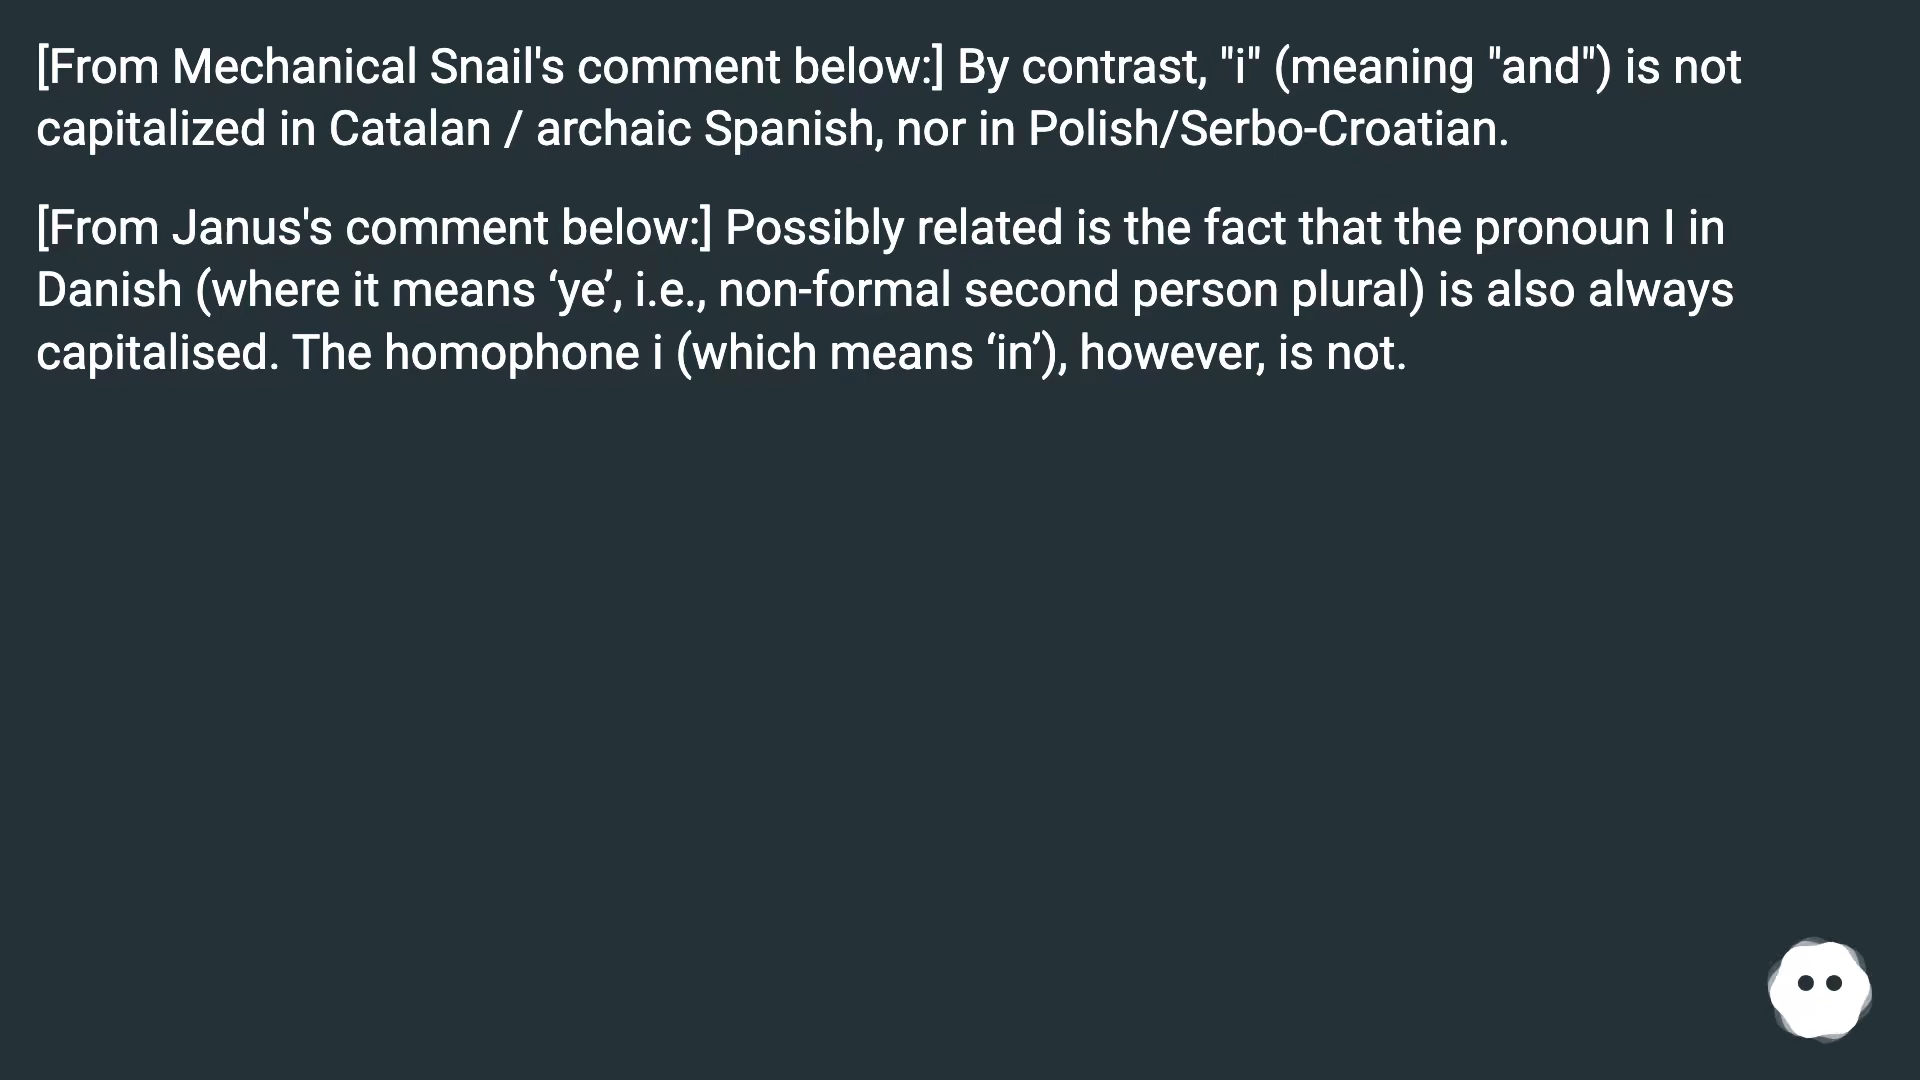 [From Mechanical Snail's comment below:] By contrast, "i" (meaning "and") is not
capitalized in Catalan / archaic Spanish, nor in Polish/Serbo-Croatian.
[From Janus's comment below:] Possibly related is the fact that the pronoun I in
Danish (where it means ‘ye’, i.e., non-formal second person plural) is also always
capitalised. The homophone i (which means ‘in’), however, is not.